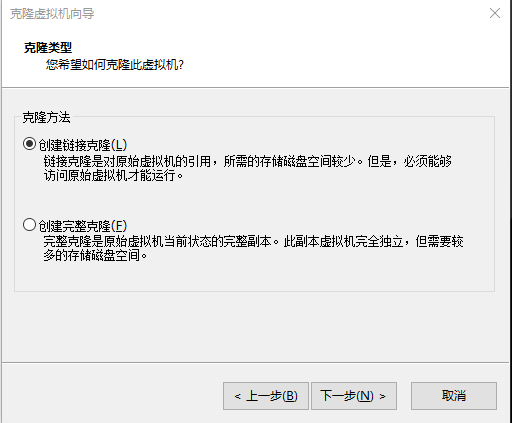 克隆虚拟机向导
克隆类型
您希望如何克隆此虚拟机?
克隆方法
创建链接克隆(L)
链接克隆是对原始虚拟机的引用，所需的存储磁盘空间较少。但是，必须能够
访问原始虚拟机才能运行。
创建完整克隆(F)
完整克隆是原始虚拟机当前状态的完整副本。此副本虚拟机完全独立，但需要较
多的存储磁盘空间。
< 上一步(B)
下一步(N) >
取消